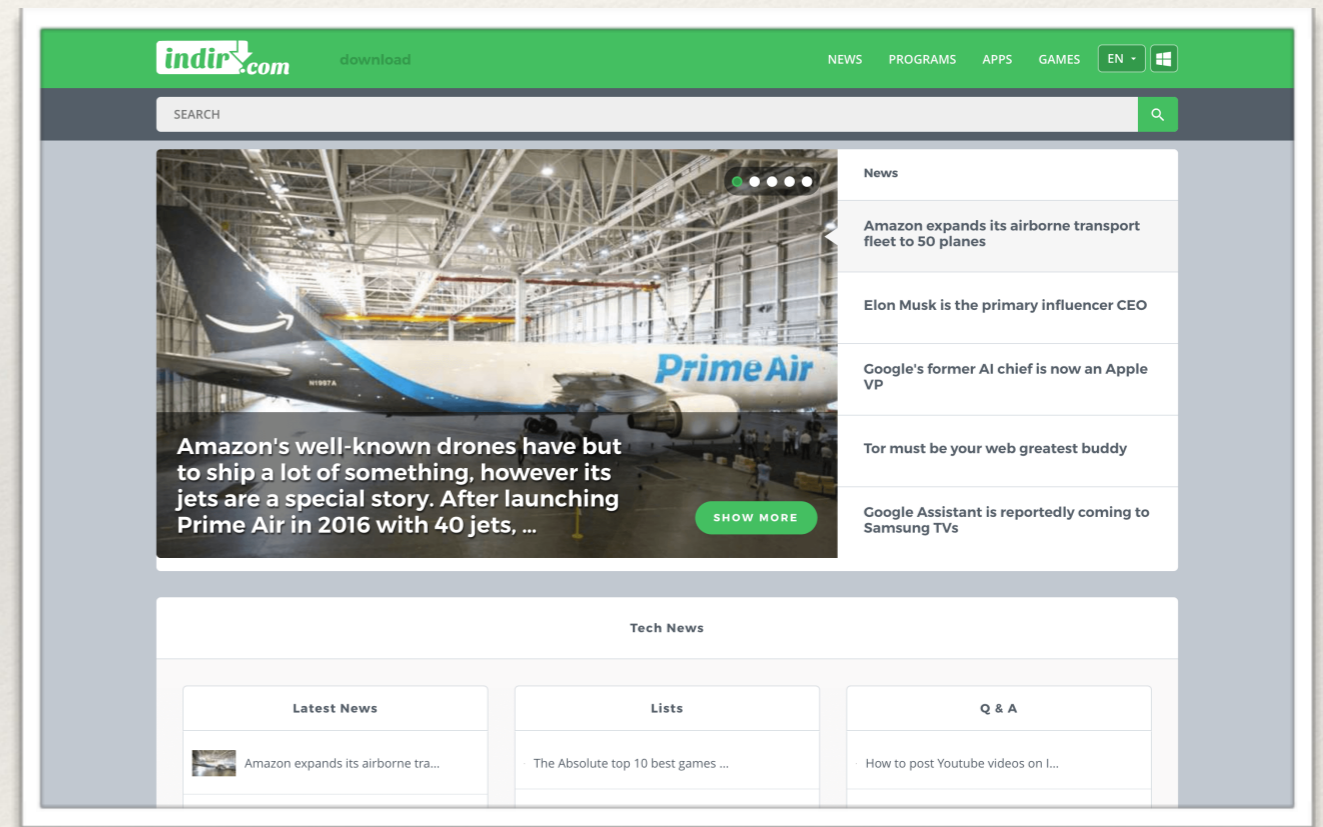 indir.com
download
NEWS PROGRAMS APPS GAMES EN
SEARCH
Prime Air
N1997A
Amazon's well-known drones have but
to ship a lot of something, however its
jets are a special story. After launching
Prime Air in 2016 with 40 jets, ...
SHOW MORE
News
Amazon expands its airborne transport
fleet to 50 planes
Elon Musk is the primary influencer CEO
Google's former AI chief is now an Apple
VP
Tor must be your web greatest buddy
Google Assistant is reportedly coming to
Samsung TVs
Tech News
Latest News
Amazon expands its airborne tra...
Lists
The Absolute top 10 best games ...
Q & A
How to post Youtube videos on I...